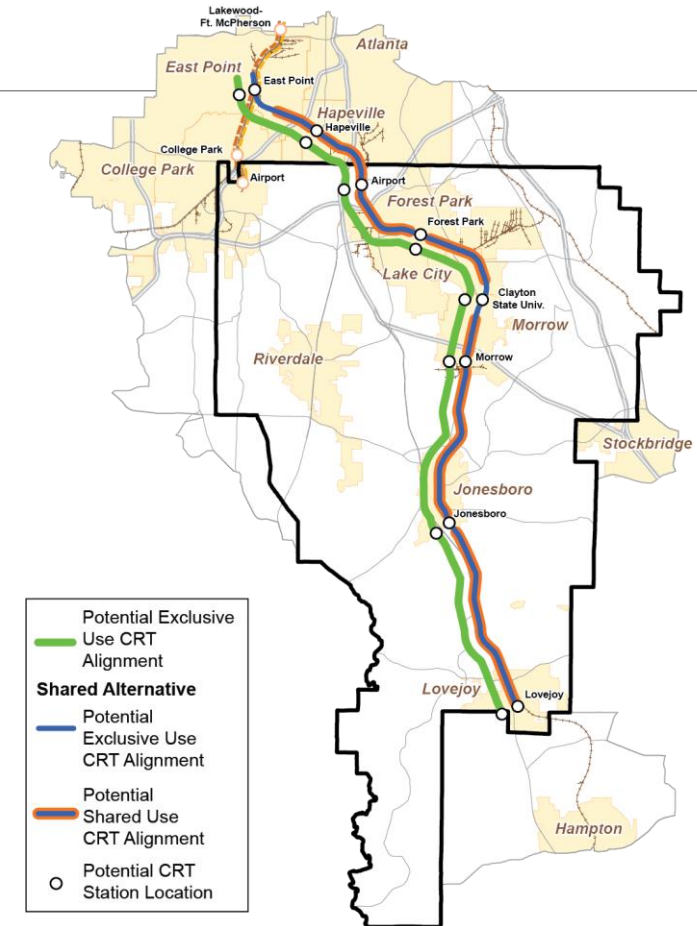 Lakewood-
Ft. McPherson
Atlanta
East Point
East Point
Hapeville
Hapeville
College Park
College Park
Airport
Airport
Forest Park
Forest Park
Lake City
Clayton
State Univ.
Morrow
Riverdale
Morrow
Stockbridge
Jonesboro
Jonesboro
Lovejoy
Lovejoy
Hampton
Potential Exclusive
Use CRT
Alignment
Shared Alternative
Potential
Exclusive Use
CRT Alignment
Potential
Shared Use
CRT Alignment
Potential CRT
Station Location